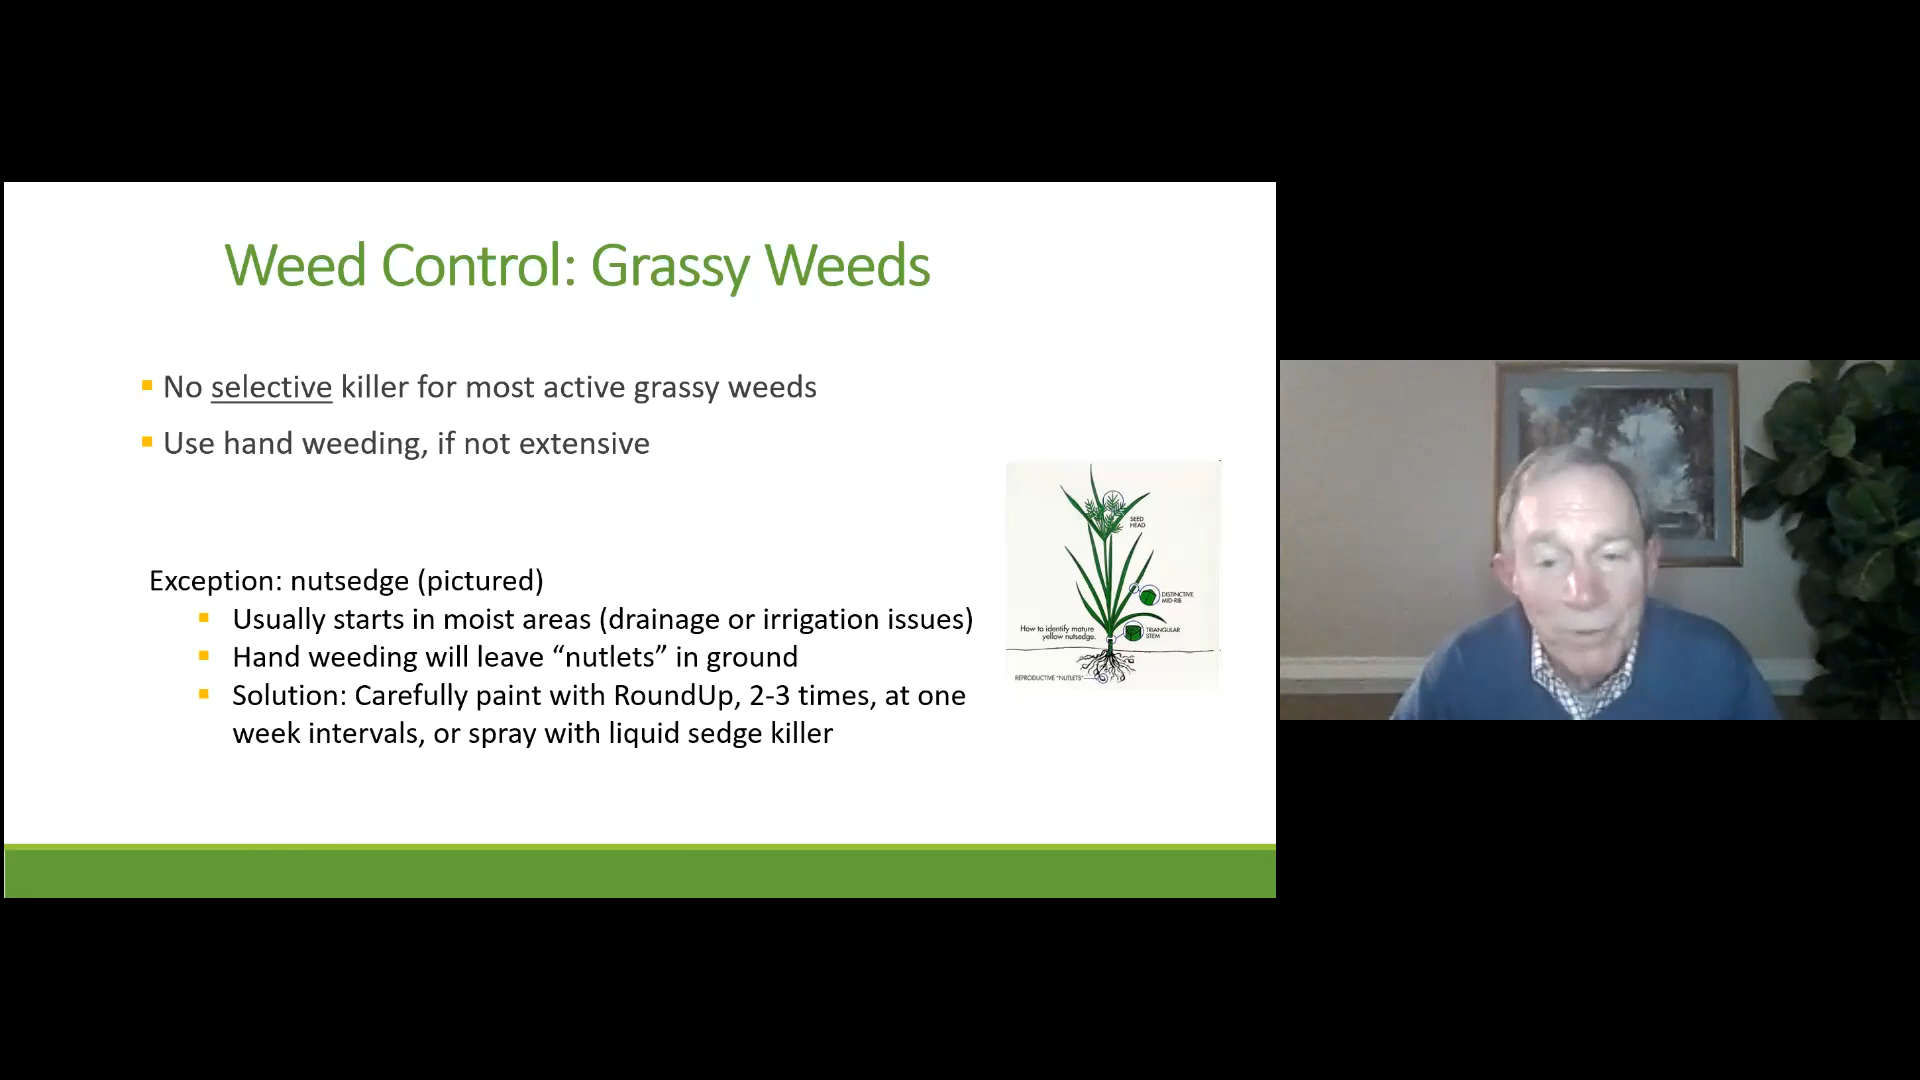 Weed Control: Grassy Weeds
No selective killer for most active grassy weeds
Use hand weeding, if not extensive
Exception: nutsedge (pictured)
Usually starts in moist areas (drainage or irrigation issues)
Hand weeding will leave “nutlets” in ground
Solution: Carefully paint with RoundUp, 2-3 times, at one
week intervals, or spray with liquid sedge killer
SEED
HEAD
DISTINCTIVE
MID-RIB
How to identify mature
yellow nutsedge.
TRIANGULAR
STEM
REPRODUCTIVE "NUTLETS"